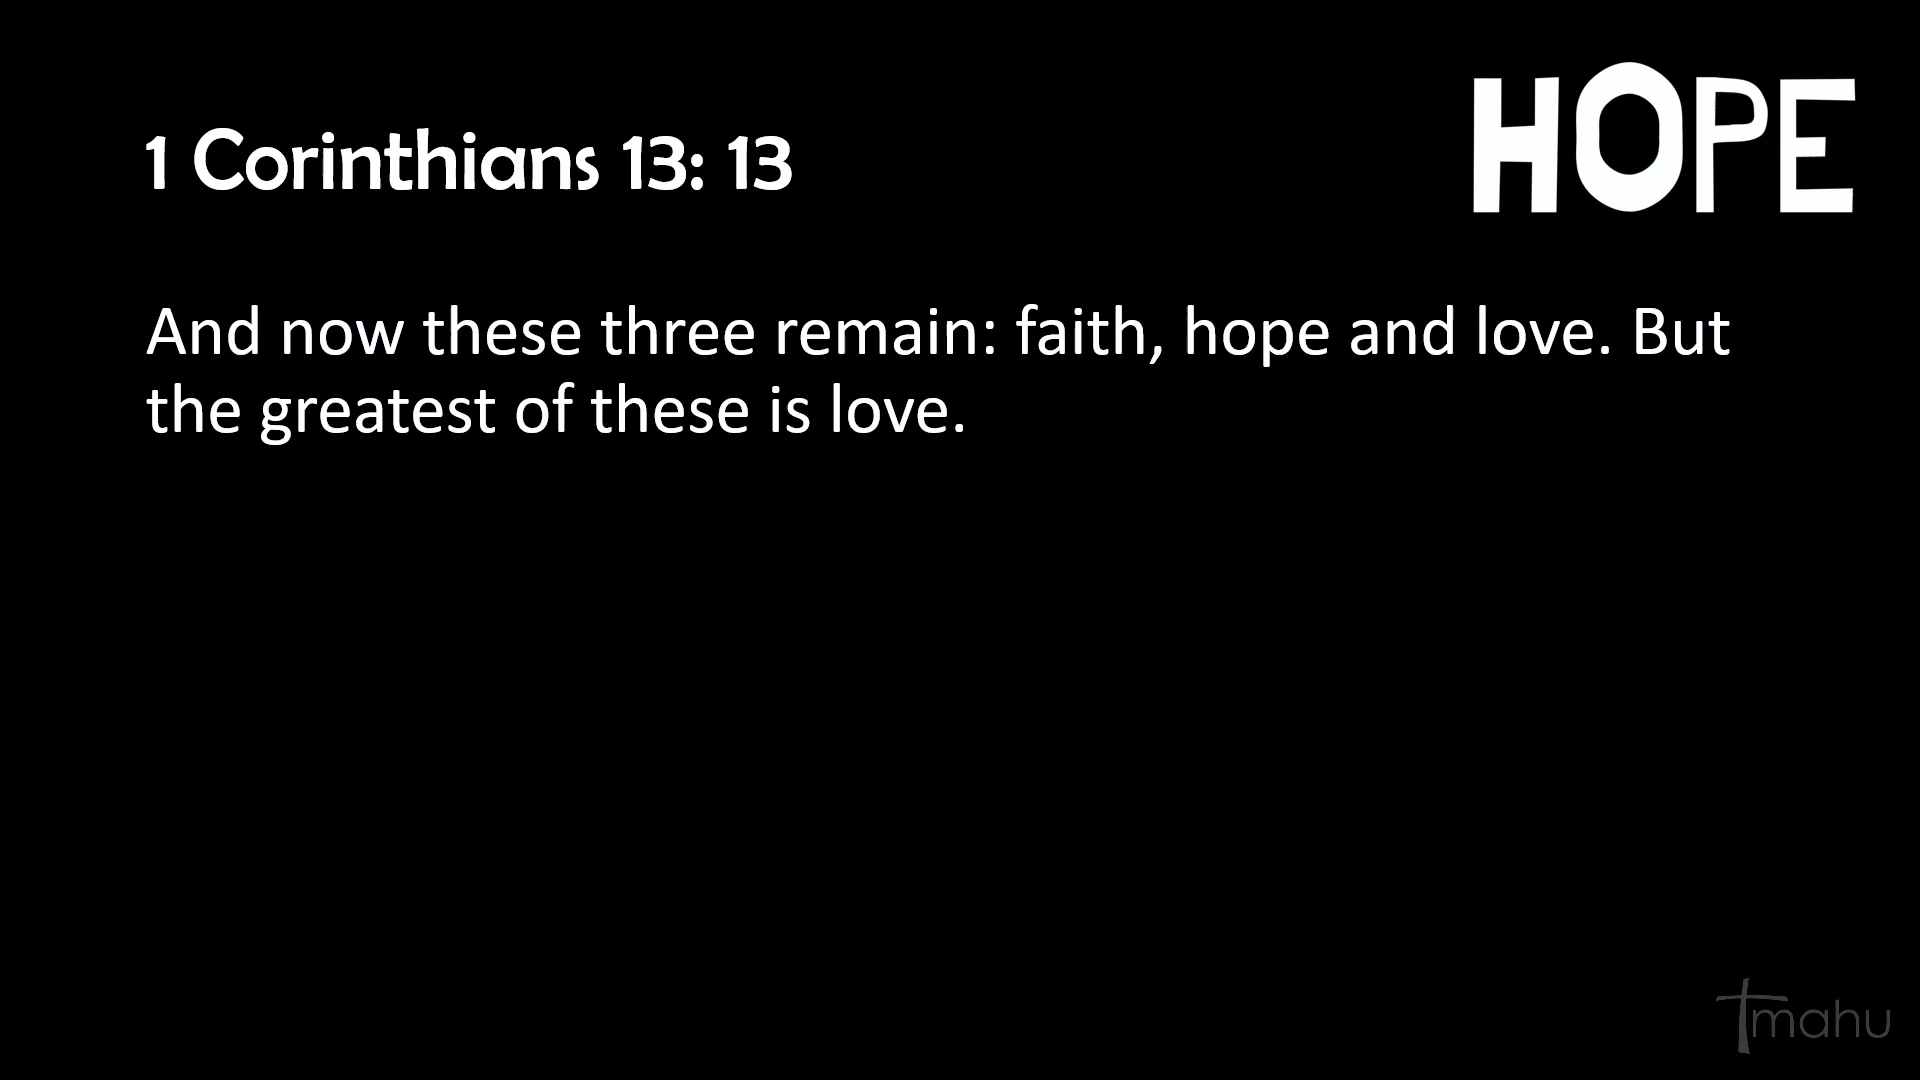 HOPE
1 Corinthians 13: 13
And now these three remain: faith, hope and love. But
the greatest of these is love.
mahu